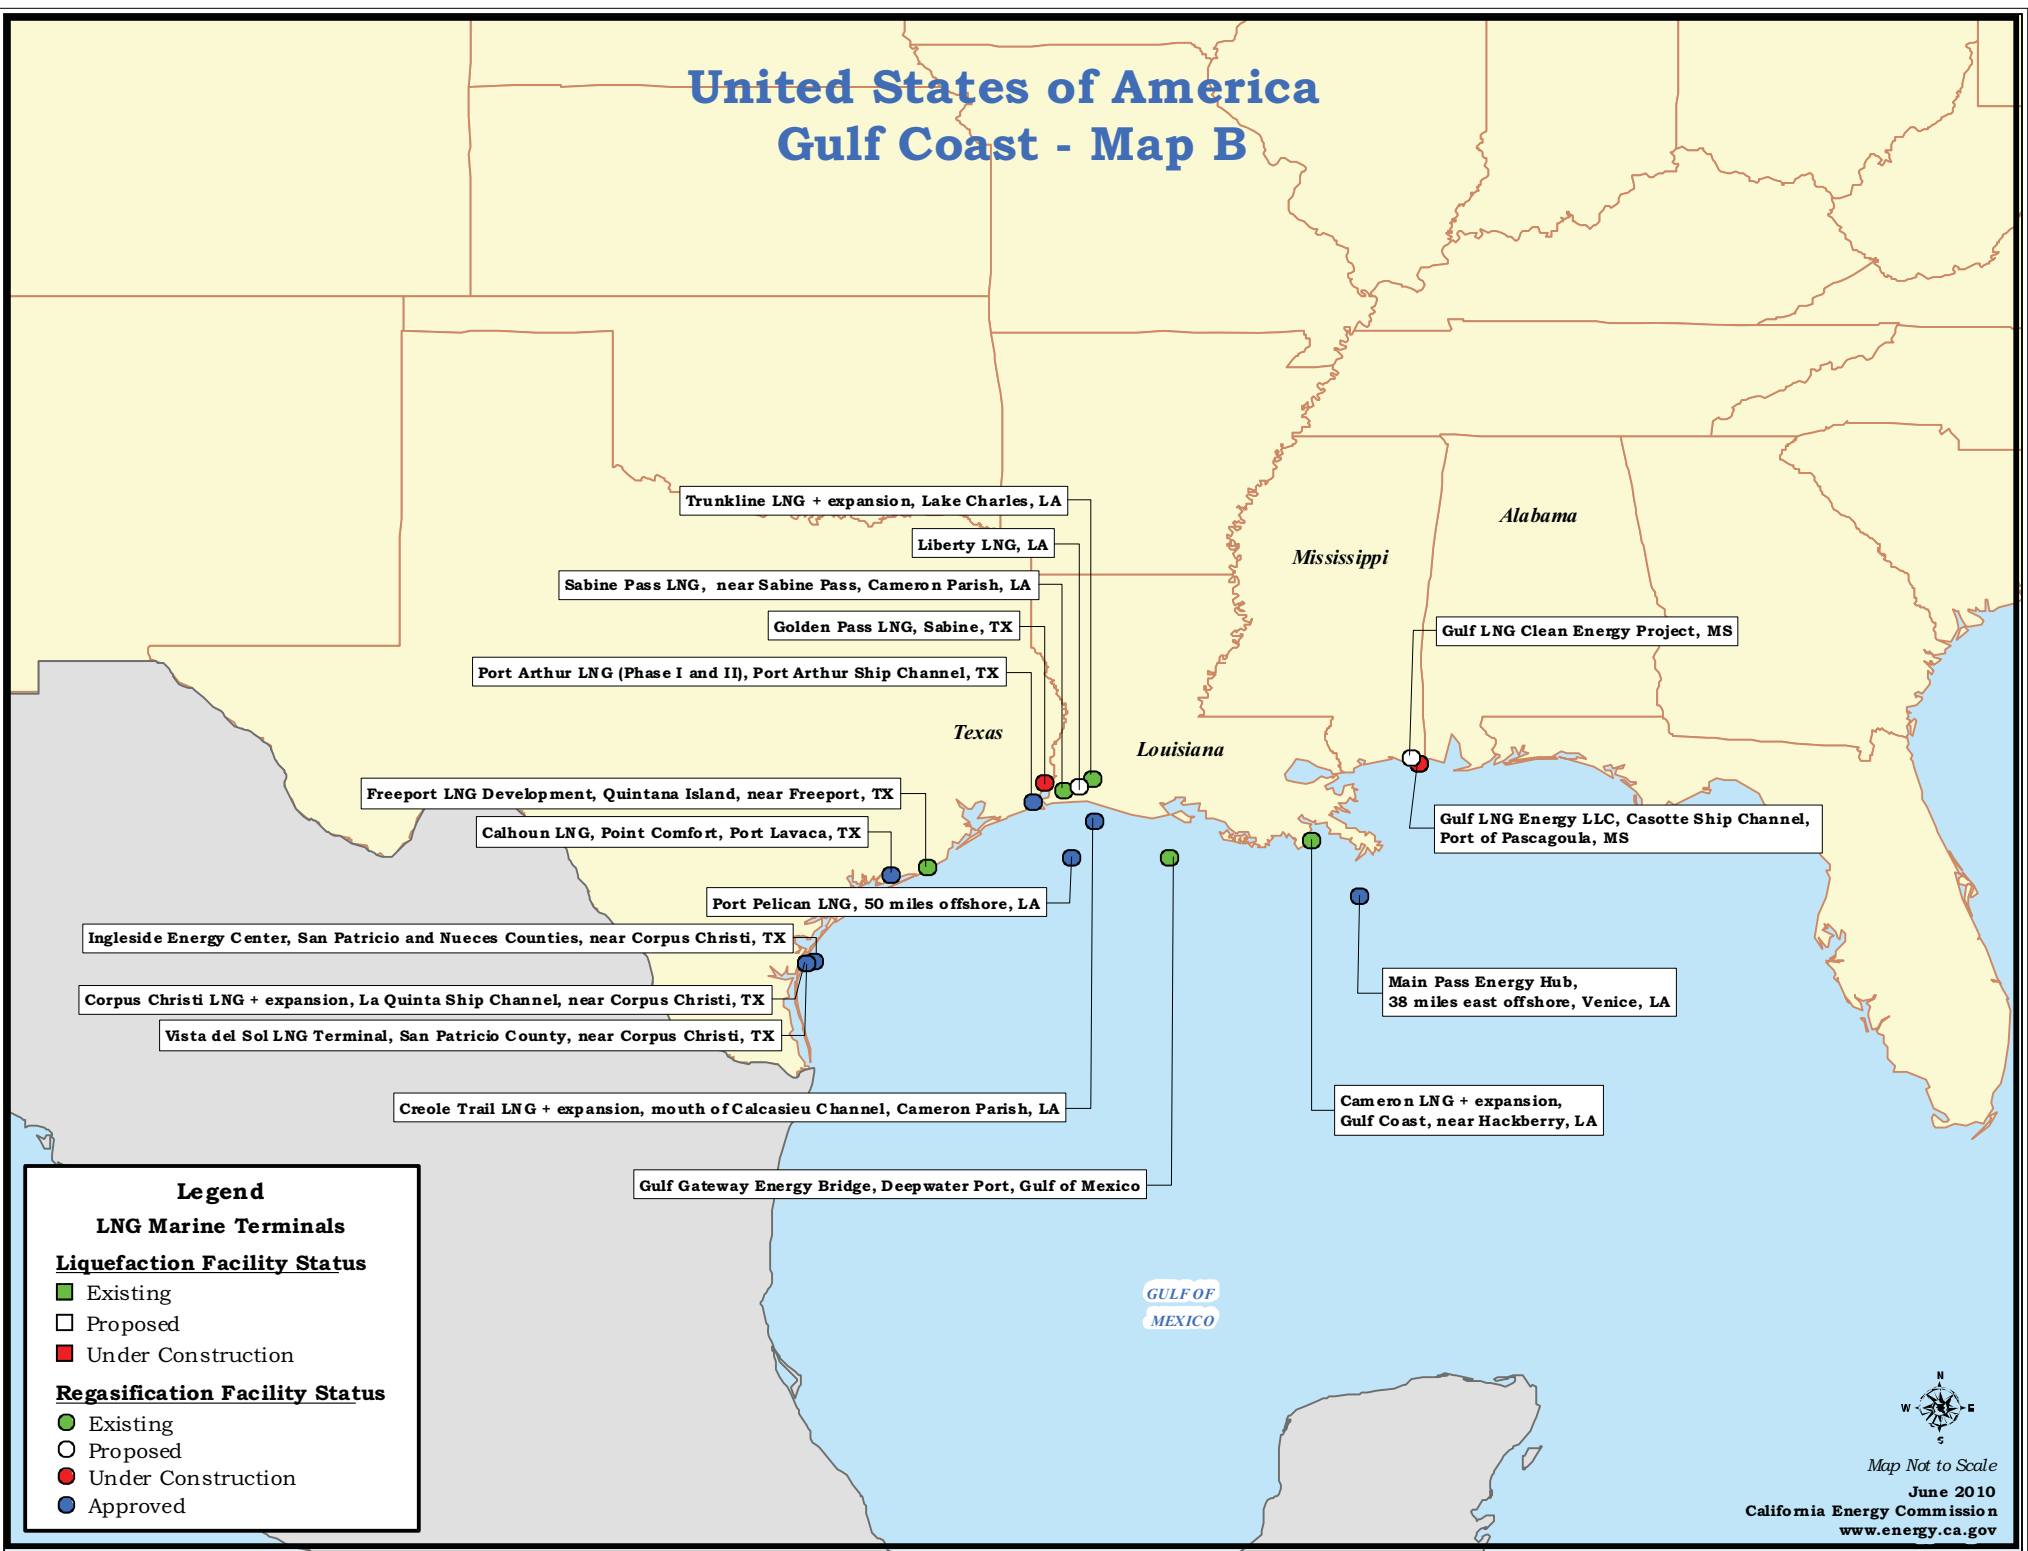 United States of America
Gulf Coast - Map B
Trunkline LNG + expansion, Lake Charles, LA
Liberty LNG, LA
Sabine Pass LNG, near Sabine Pass, Cameron Parish, LA
Golden Pass LNG, Sabine, TX
Port Arthur LNG (Phase I and II), Port Arthur Ship Channel, TX
Alabama
Mississippi
Gulf LNG Clean Energy Project, MS
Texas
Louisiana
Freeport LNG Development, Quintana Island, near Freeport, TX
Calhoun LNG, Point Comfort, Port Lavaca, TX
Gulf LNG Energy LLC, Casotte Ship Channel,
Port of Pascagoula, MS
Port Pelican LNG, 50 miles offshore, LA
Ingleside Energy Center, San Patricio and Nueces Counties, near Corpus Christi, TX
Corpus Christi LNG + expansion, La Quinta Ship Channel, near Corpus Christi, TX
Vista del Sol LNG Terminal, San Patricio County, near Corpus Christi, TX
Main Pass Energy Hub,
38 miles east offshore, Venice, LA
Creole Trail LNG + expansion, mouth of Calcasieu Channel, Cameron Parish, LA
Cameron LNG + expansion,
Gulf Coast, near Hackberry, LA
Gulf Gateway Energy Bridge, Deepwater Port, Gulf of Mexico
GULF OF
MEXICO
Legend
LNG Marine Terminals
Liquefaction Facility Status
Existing
Proposed
Under Construction
Regasification Facility Status
Existing
Proposed
Under Construction
Approved
N
W E
S
Map Not to Scale
June 2010
California Energy Commission
www.energy.ca.gov